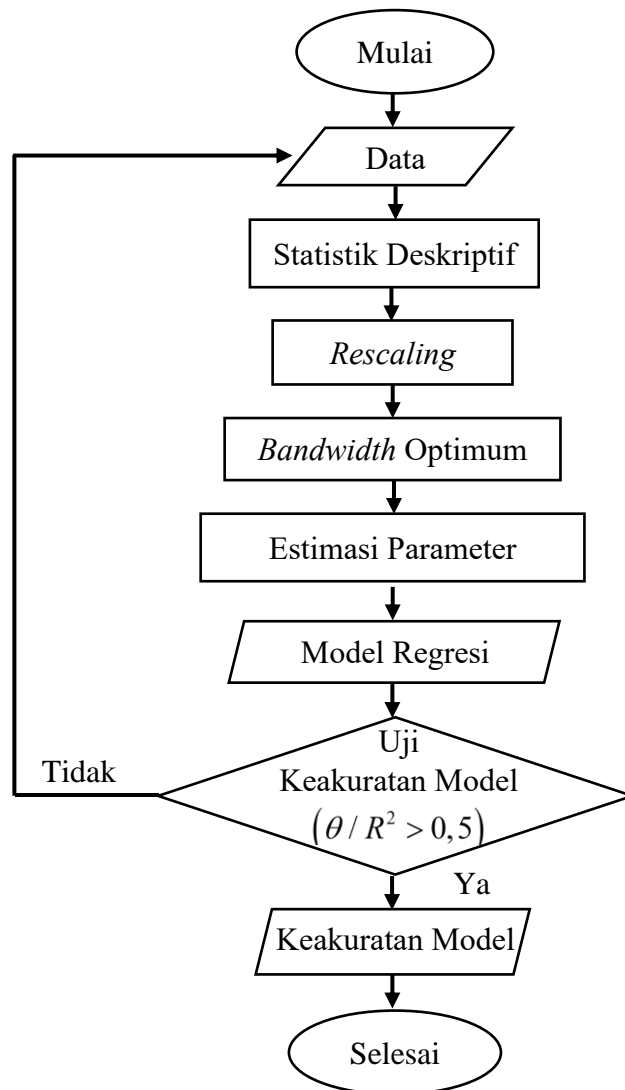 Mulai
Data
Statistik Deskriptif
Rescaling
Bandwidth Optimum
Estimasi Parameter
Model Regresi
Uji
Keakuratan Model
(θ / R² > 0,5)
Tidak
Ya
Keakuratan Model
Selesai